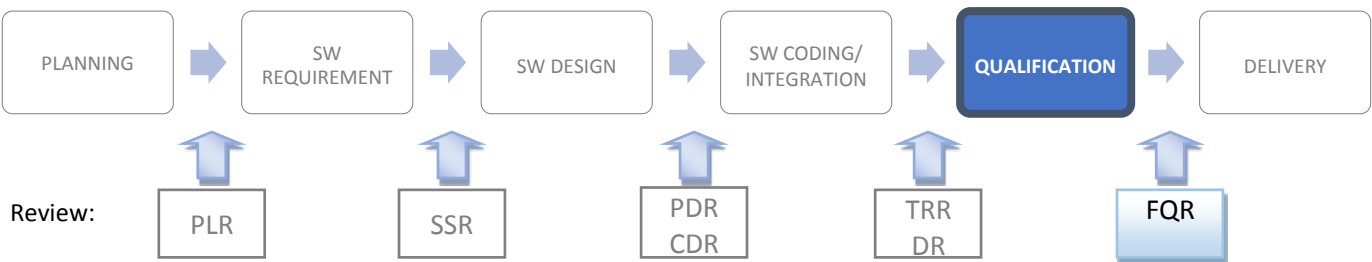 PLANNING
SW
REQUIREMENT
SW DESIGN
SW CODING/
INTEGRATION
QUALIFICATION
DELIVERY
Review:
PLR
SSR
PDR
CDR
TRR
DR
FQR